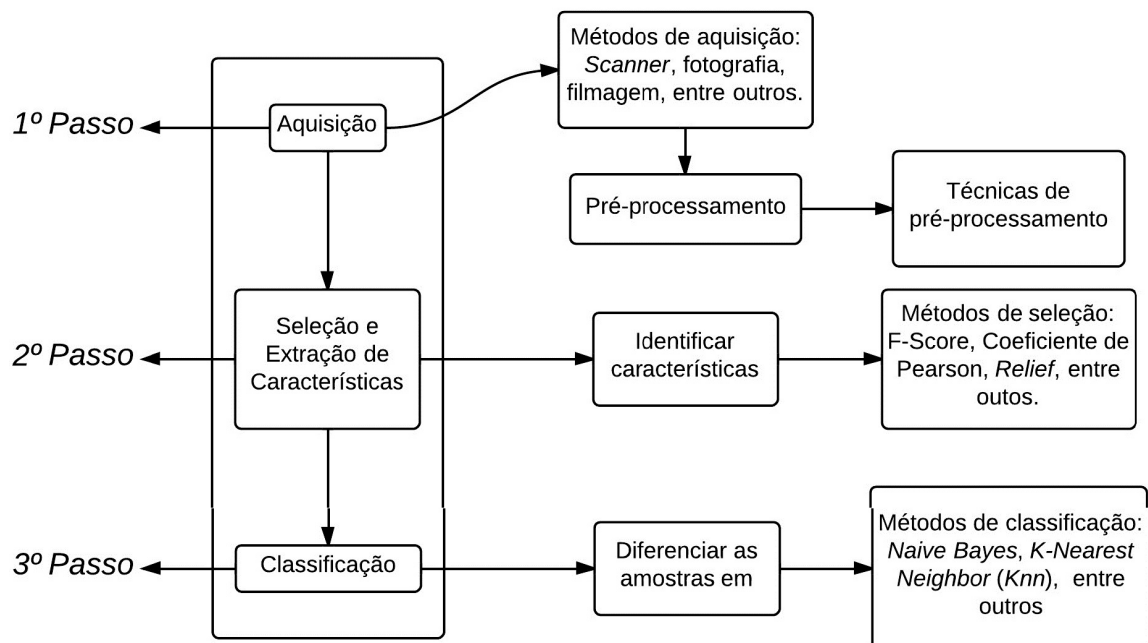 Métodos de aquisição:
Scanner, fotografia,
filmagem, entre outros.
1º Passo
Aquisição
Pré-processamento
Técnicas de
pré-processamento
2º Passo
Seleção e
Extração de
Características
Identificar
características
Métodos de seleção:
F-Score, Coeficiente de
Pearson, Relief, entre
outos.
3º Passo
Classificação
Diferenciar as
amostras em
Métodos de classificação:
Naive Bayes, K-Nearest
Neighbor (Knn), entre
outros